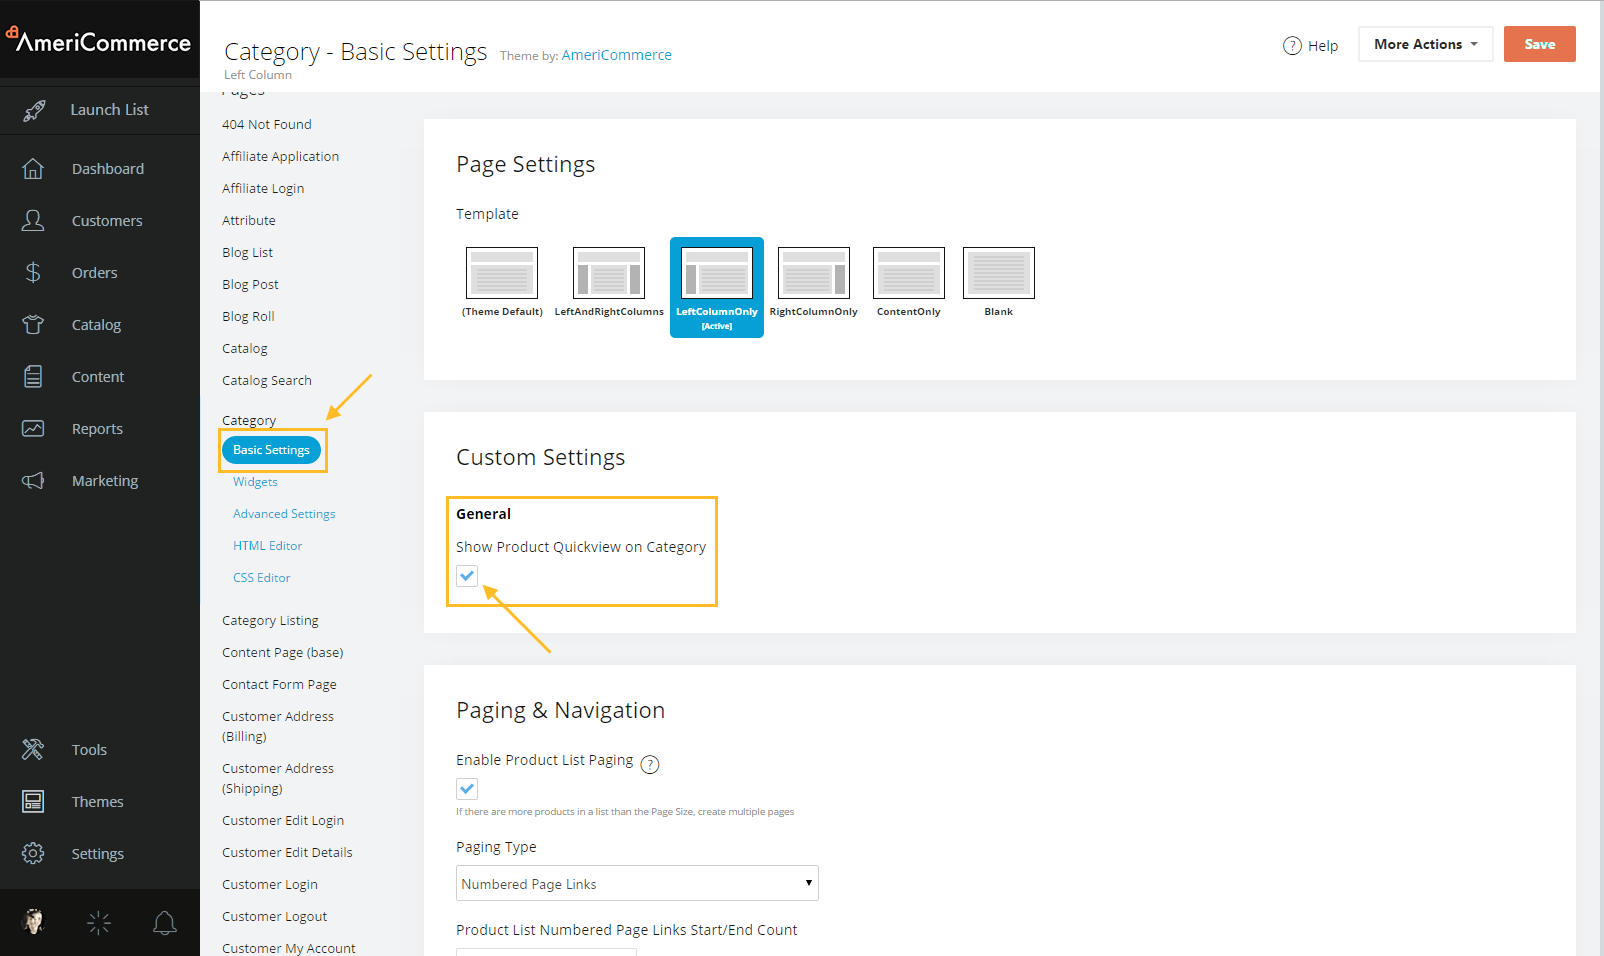 AmeriCommerce
Launch List
Dashboard
Customers
Orders
Catalog
Content
Reports
Marketing
Tools
Themes
Settings
Category - Basic Settings Theme by: AmeriCommerce
Left Column
? Help
More Actions
Save
Pages
404 Not Found
Affiliate Application
Affiliate Login
Attribute
Blog List
Blog Post
Blog Roll
Catalog
Catalog Search
Category
Basic Settings
Widgets
Advanced Settings
HTML Editor
CSS Editor
Category Listing
Content Page (base)
Contact Form Page
Customer Address
(Billing)
Customer Address
(Shipping)
Customer Edit Login
Customer Edit Details
Customer Login
Customer Logout
Customer My Account
Page Settings
Template
(Theme Default) LeftAndRightColumns LeftColumnOnly RightColumnOnly ContentOnly Blank
[Active]
Custom Settings
General
Show Product Quickview on Category
Paging & Navigation
Enable Product List Paging ?
If there are more products in a list than the Page Size, create multiple pages
Paging Type
Numbered Page Links
Product List Numbered Page Links Start/End Count